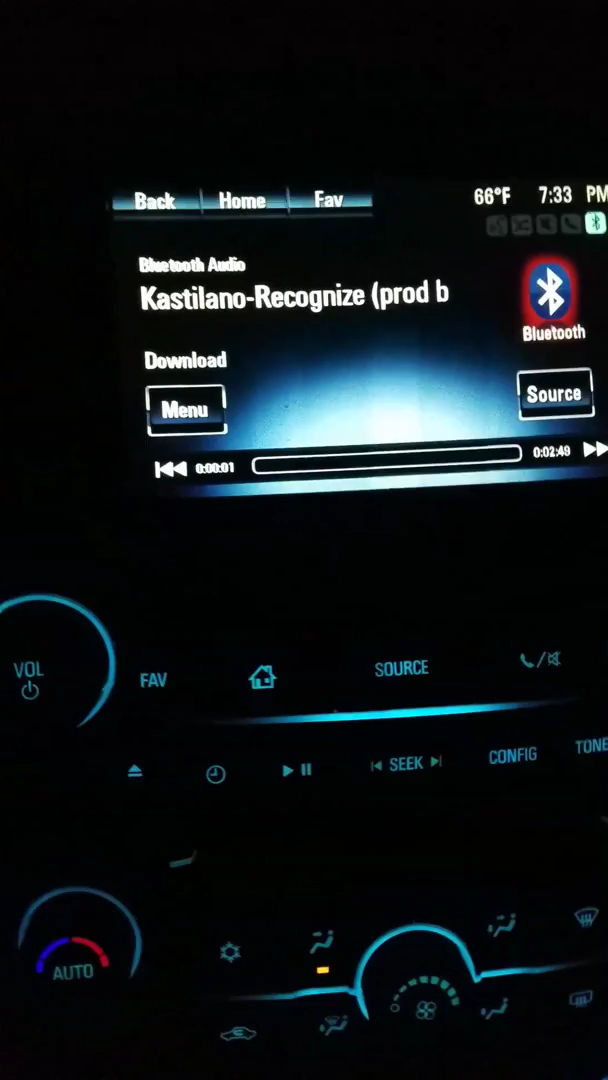 Back Home Fav 66°F 7:33 PM
Bluetooth Audio
Kastilano-Recognize (prod b
Bluetooth
Download
Menu
Source
0:00:01 0:02:49
VOL
FAV SOURCE
SEEK CONFIG TONE
AUTO